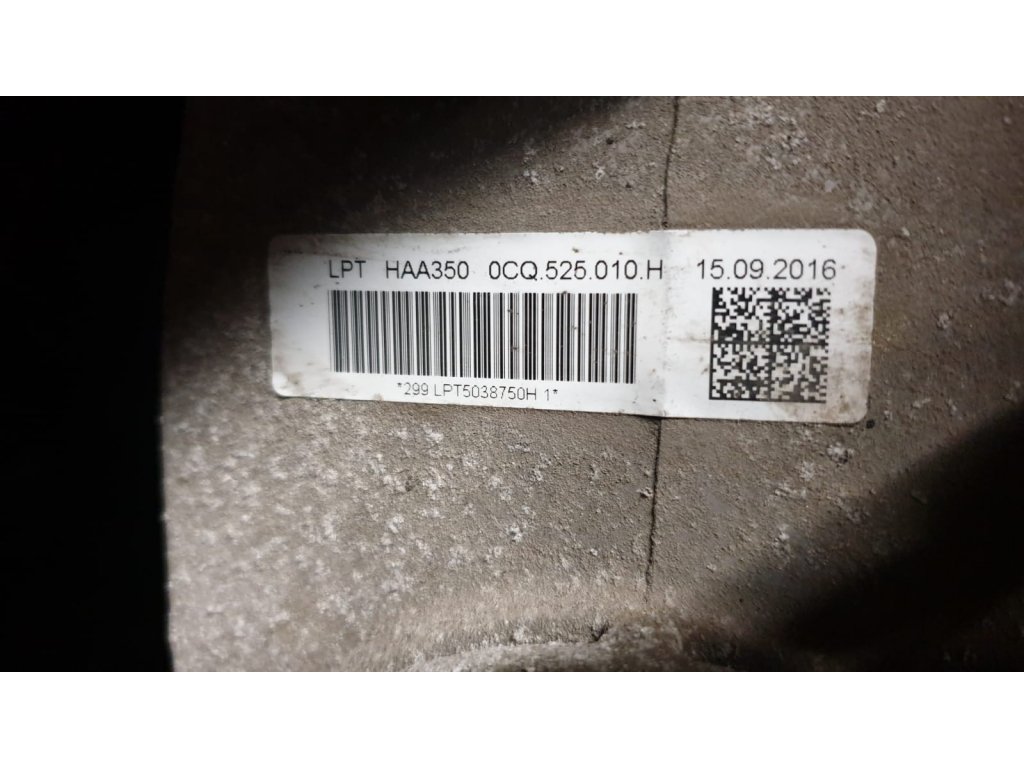 LPT HAA350 0CQ.525.010.H 15.09.2016
*299 LPT5038750H 1*